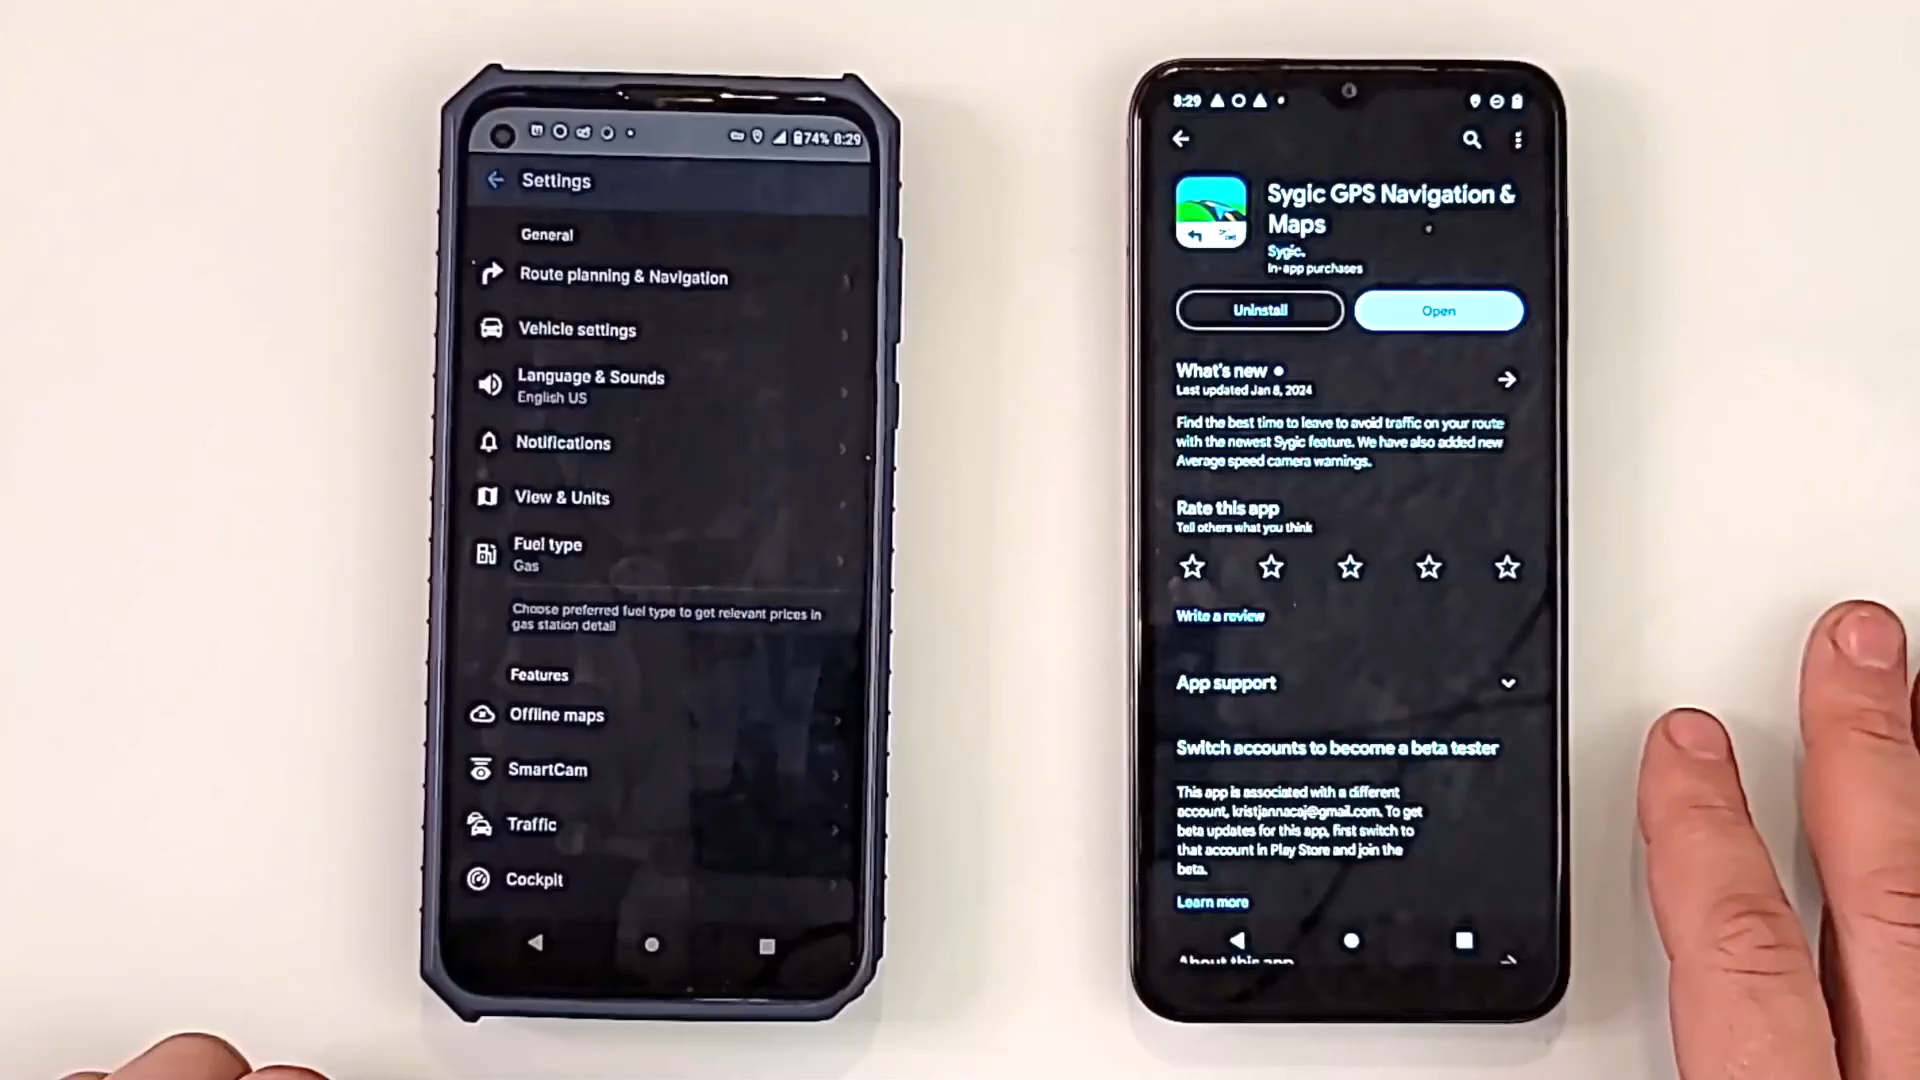 74% 8:29
Settings
General
Route planning & Navigation
Vehicle settings
Language & Sounds
English US
Notifications
View & Units
Fuel type
Gas
Choose preferred fuel type to get relevant prices in
gas station detail
Features
Offline maps
SmartCam
Traffic
Cockpit
8:29
Sygic GPS Navigation &
Maps
Sygic.
In-app purchases
Uninstall
Open
What's new
Last updated Jan 8, 2024
Find the best time to leave to avoid traffic on your route
with the newest Sygic feature. We have also added new
Average speed camera warnings.
Rate this app
Tell others what you think
Write a review
App support
Switch accounts to become a beta tester
This app is associated with a different
account, kristjannacaj@gmail.com. To get
beta updates for this app, first switch to
that account in Play Store and join the
beta.
Learn more
About this app